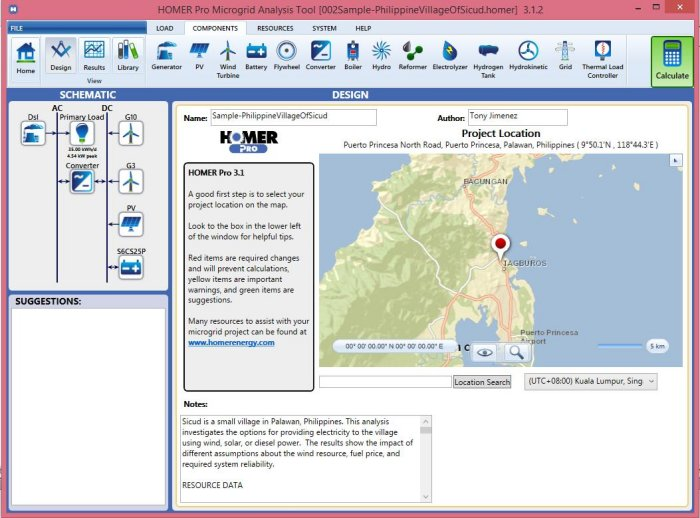 HOMER Pro Microgrid Analysis Tool [002Sample-PhilippineVillageOfSicud.homer] 3.1.2
FILE
LOAD COMPONENTS RESOURCES SYSTEM HELP
Home
Design
Results
Library
View
Generator
PV
Wind
Turbine
Battery
Flywheel
Converter
Boiler
Hydro
Reformer
Electrolyzer
Hydrogen
Tank
Hydrokinetic
Grid
Thermal Load
Controller
Calculate
SCHEMATIC
AC DC
Dsl
Primary Load
G10
25.00 kWh/d
4.54 kW peak
Converter
G3
PV
S6CS25P
SUGGESTIONS:
DESIGN
Name: Sample-PhilippineVillageOfSicud
Author: Tony Jimenez
HOMER
PRO
Project Location
Puerto Princesa North Road, Puerto Princesa, Palawan, Philippines ( 9°50.1'N , 118°44.3'E )
HOMER Pro 3.1
A good first step is to select your
project location on the map.
Look to the box in the lower left
of the window for helpful tips.
Red items are required changes
and will prevent calculations,
yellow items are important
warnings, and green items are
suggestions.
Many resources to assist with your
microgrid project can be found at
www.homerenergy.com
BACUNGAN
TAGBUROS
Puerto Princesa
Airport
00° 00' 00.00" N 00° 00' 00.00" E
5 km
Location Search
(UTC+08:00) Kuala Lumpur, Sing
Notes:
Sicud is a small village in Palawan, Philippines. This analysis
investigates the options for providing electricity to the village
using wind, solar, or diesel power. The results show the impact of
different assumptions about the wind resource, fuel price, and
required system reliability.
RESOURCE DATA